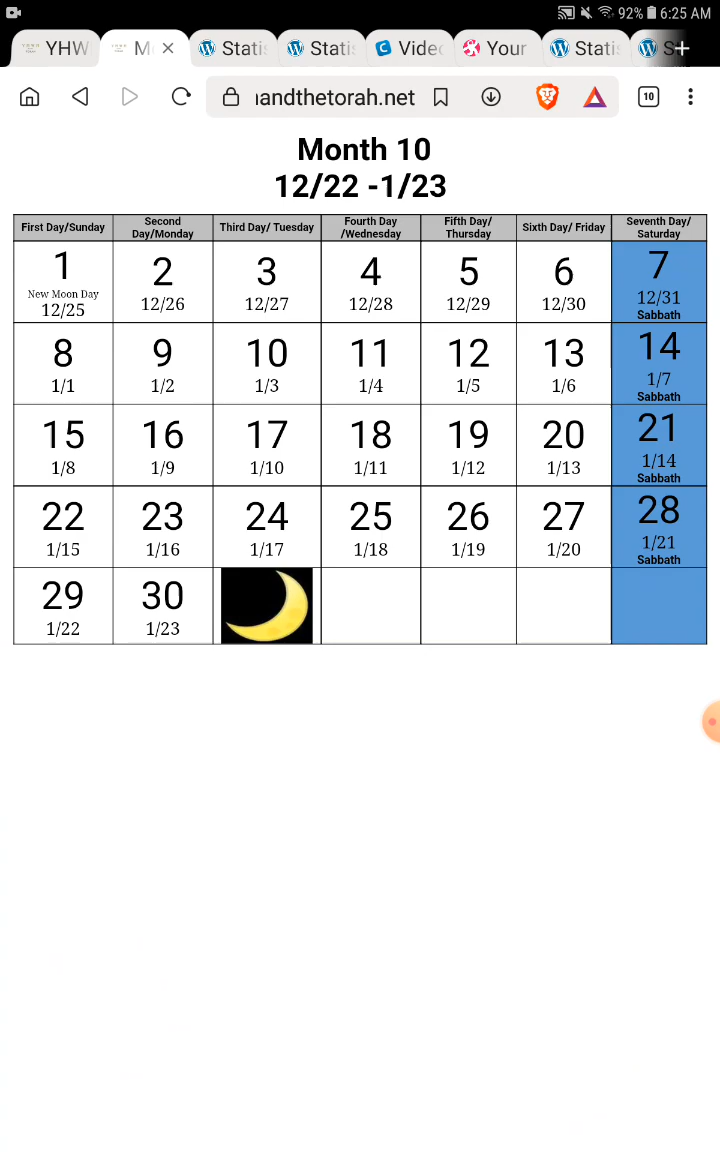 92% 6:25 AM
YHW M Statis Statis Videc Your Statis S
ıandthetorah.net 10
Month 10
12/22 -1/23
First Day/Sunday Second Day/Monday Third Day/ Tuesday Fourth Day /Wednesday Fifth Day/ Thursday Sixth Day/ Friday Seventh Day/ Saturday
1 2 3 4 5 6 7
New Moon Day
12/25 12/26 12/27 12/28 12/29 12/30 12/31
Sabbath
8 9 10 11 12 13 14
1/1 1/2 1/3 1/4 1/5 1/6 1/7
Sabbath
15 16 17 18 19 20 21
1/8 1/9 1/10 1/11 1/12 1/13 1/14
Sabbath
22 23 24 25 26 27 28
1/15 1/16 1/17 1/18 1/19 1/20 1/21
Sabbath
29 30
1/22 1/23